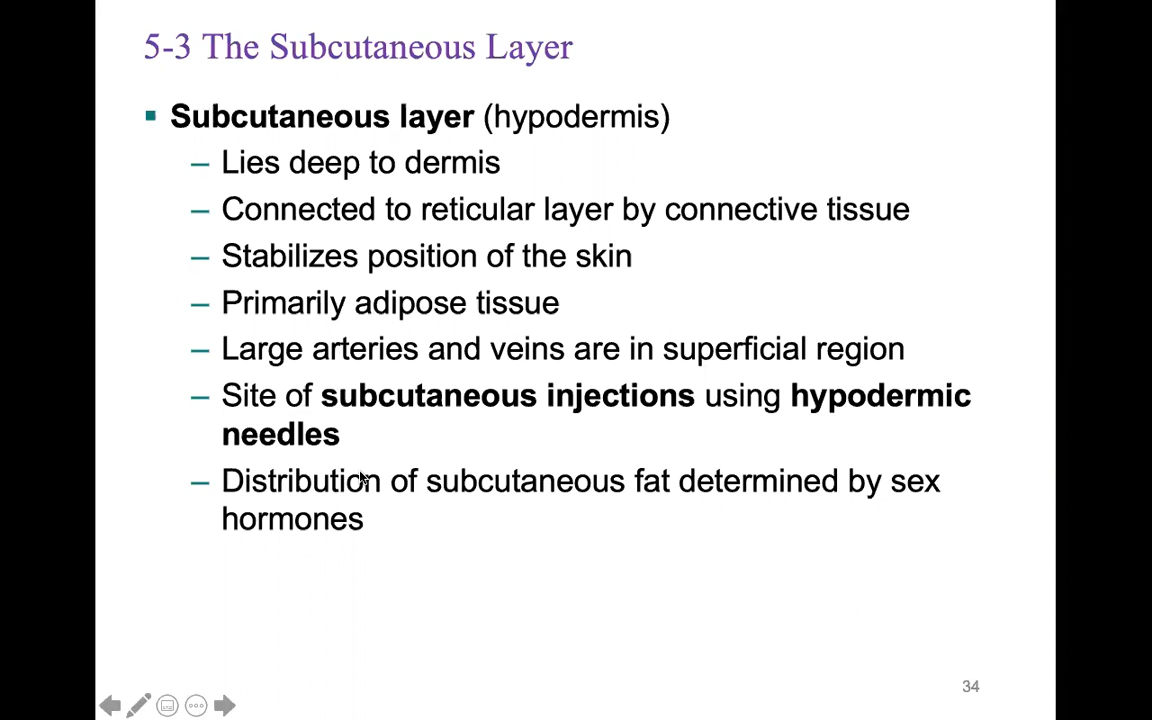 5-3 The Subcutaneous Layer
▪ Subcutaneous layer (hypodermis)
– Lies deep to dermis
– Connected to reticular layer by connective tissue
– Stabilizes position of the skin
– Primarily adipose tissue
– Large arteries and veins are in superficial region
– Site of subcutaneous injections using hypodermic
needles
– Distribution of subcutaneous fat determined by sex
hormones
34